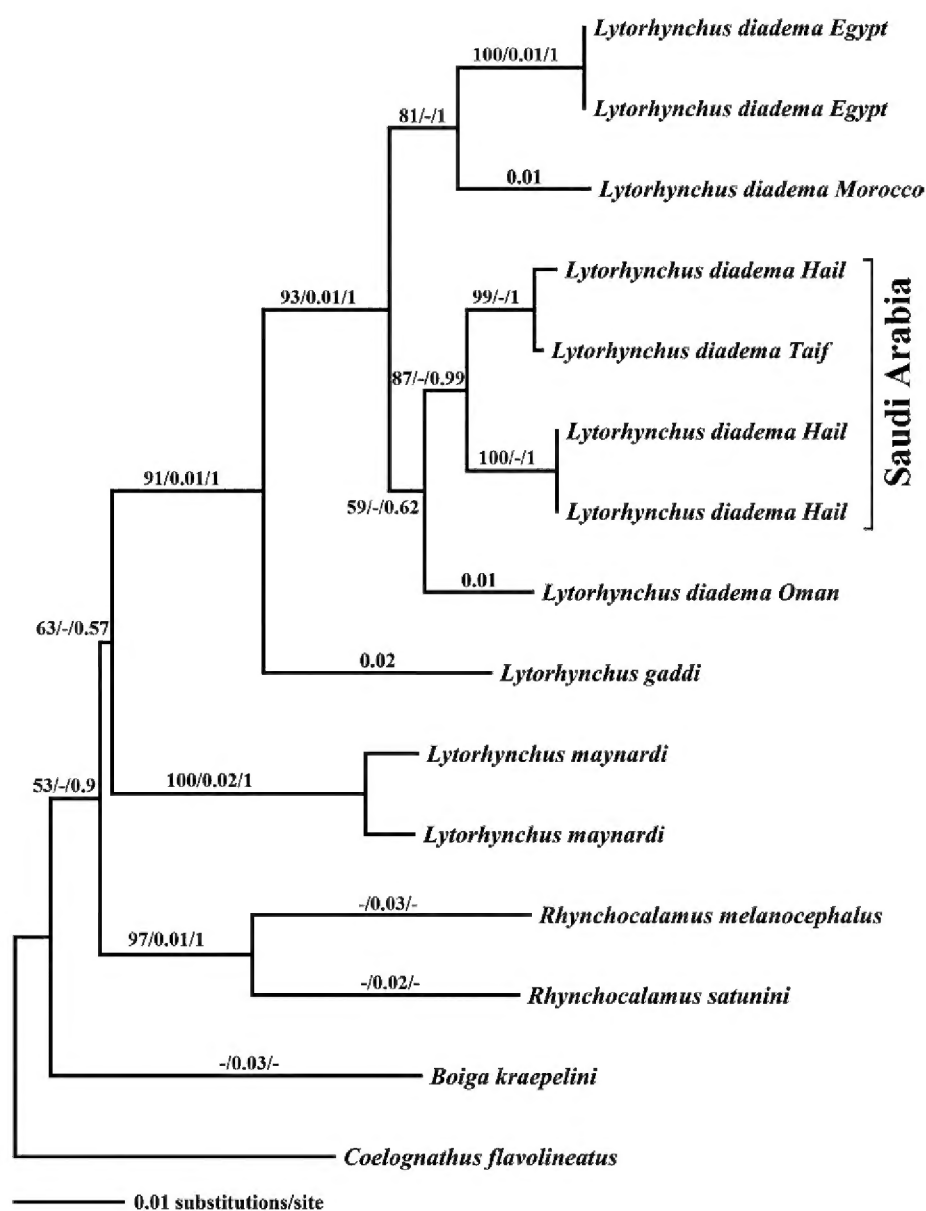 Lytorhynchus diadema Egypt
100/0.01/1
Lytorhynchus diadema Egypt
81/-/1
0.01
Lytorhynchus diadema Morocco
Lytorhynchus diadema Hail
93/0.01/1
99/-/1
Lytorhynchus diadema Taif
87/-/0.99
Lytorhynchus diadema Hail
100/-/1
91/0.01/1
59/-/0.62
Lytorhynchus diadema Hail
Saudi Arabia
0.01
Lytorhynchus diadema Oman
63/-/0.57
0.02
Lytorhynchus gaddi
Lytorhynchus maynardi
53/-/0.9
100/0.02/1
Lytorhynchus maynardi
-/0.03/-
Rhynchocalamus melanocephalus
97/0.01/1
-/0.02/-
Rhynchocalamus satunini
-/0.03/-
Boiga kraepelini
Coelognathus flavolineatus
0.01 substitutions/site